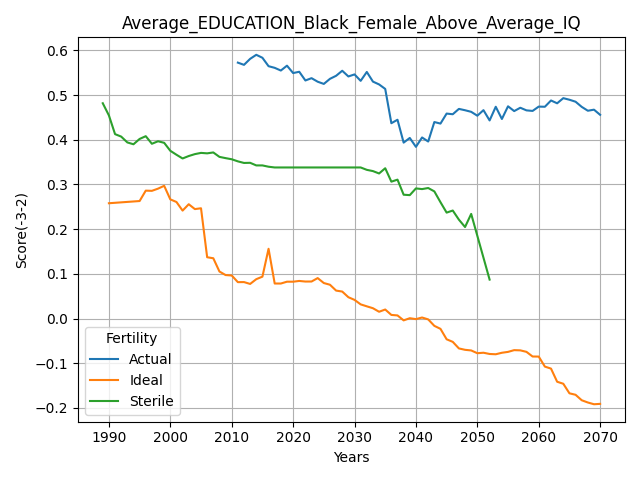 Average_EDUCATION_Black_Female_Above_Average_IQ
Score(-3-2)
0.6
0.5
0.4
0.3
0.2
0.1
0.0
−0.1
−0.2
Fertility
Actual
Ideal
Sterile
1990 2000 2010 2020 2030 2040 2050 2060 2070
Years